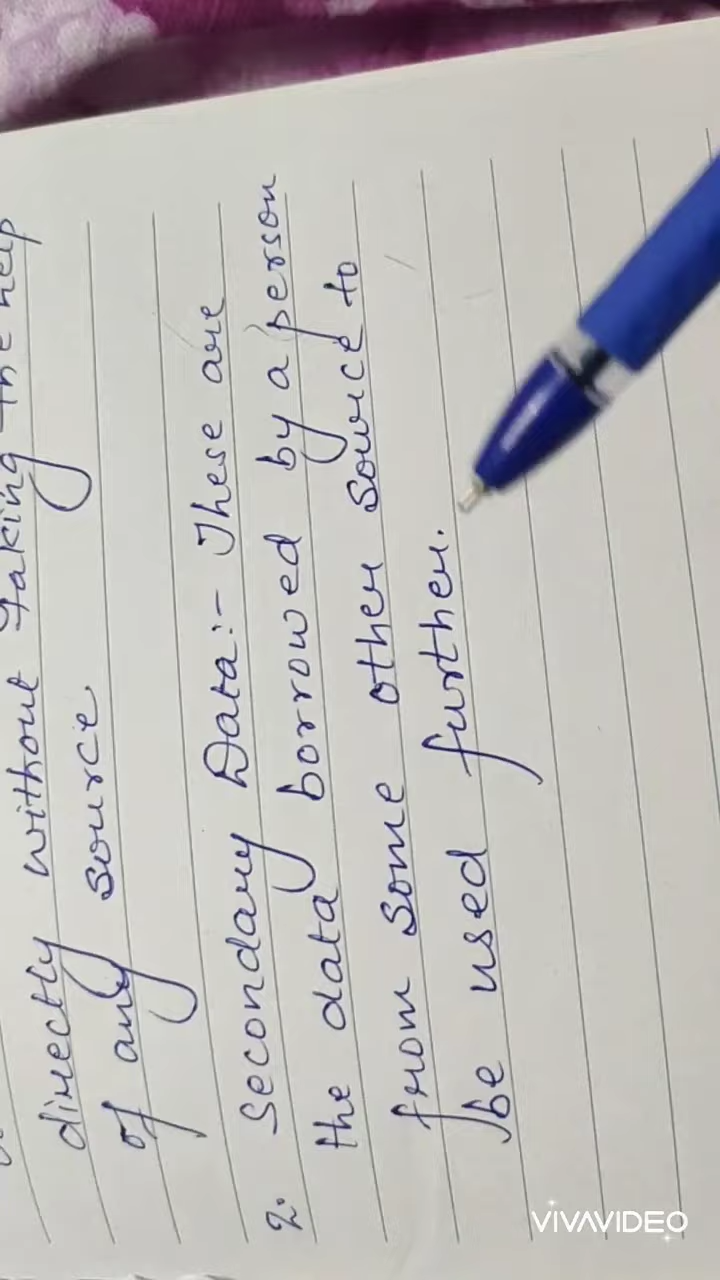 directly without Taking the help
of any source
2. Secondary Data:- These are
the data borrowed by a person
from some other source to
be used further.
VIVAVIDEO